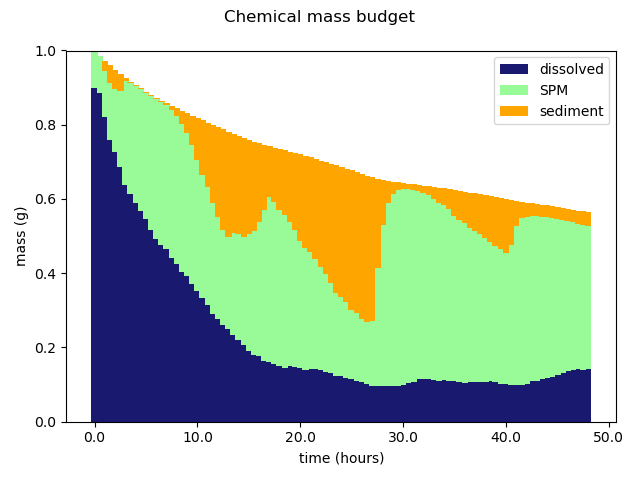 Chemical mass budget
dissolved
SPM
sediment
1.0
0.8
0.6
0.4
0.2
0.0
mass (g)
0.0 10.0 20.0 30.0 40.0 50.0
time (hours)